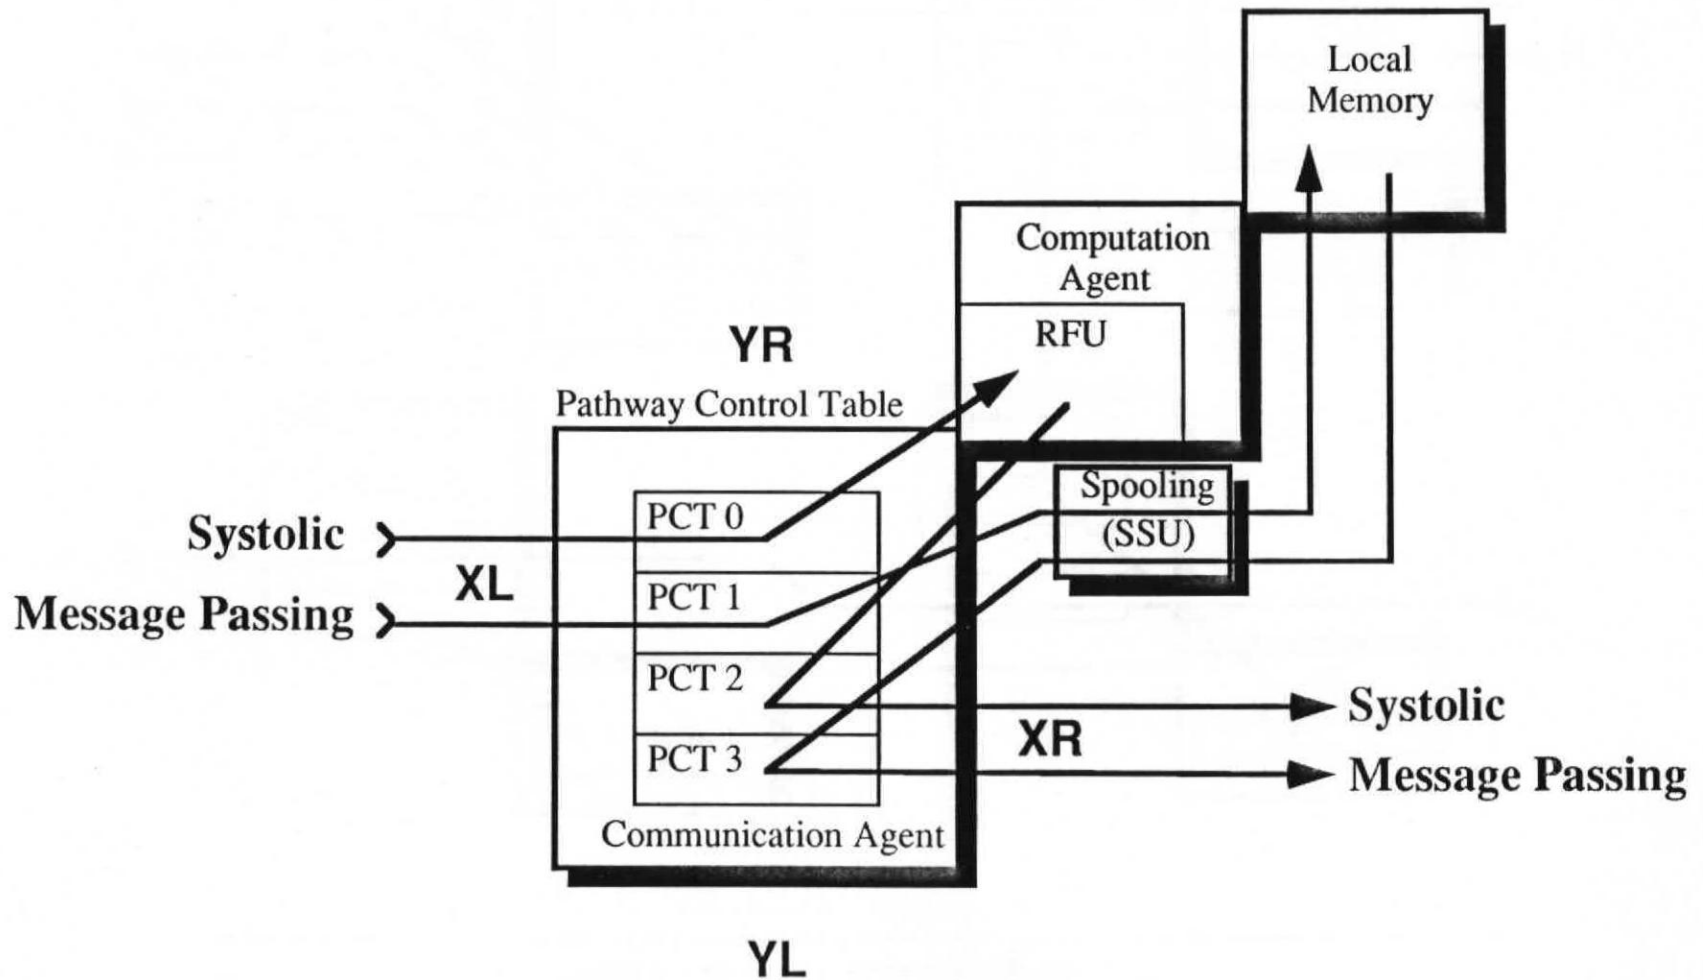 Local
Memory
Computation
Agent
RFU
YR
Pathway Control Table
Spooling
(SSU)
PCT 0
Systolic
XL
PCT 1
Message Passing
PCT 2
Systolic
XR
PCT 3
Message Passing
Communication Agent
YL